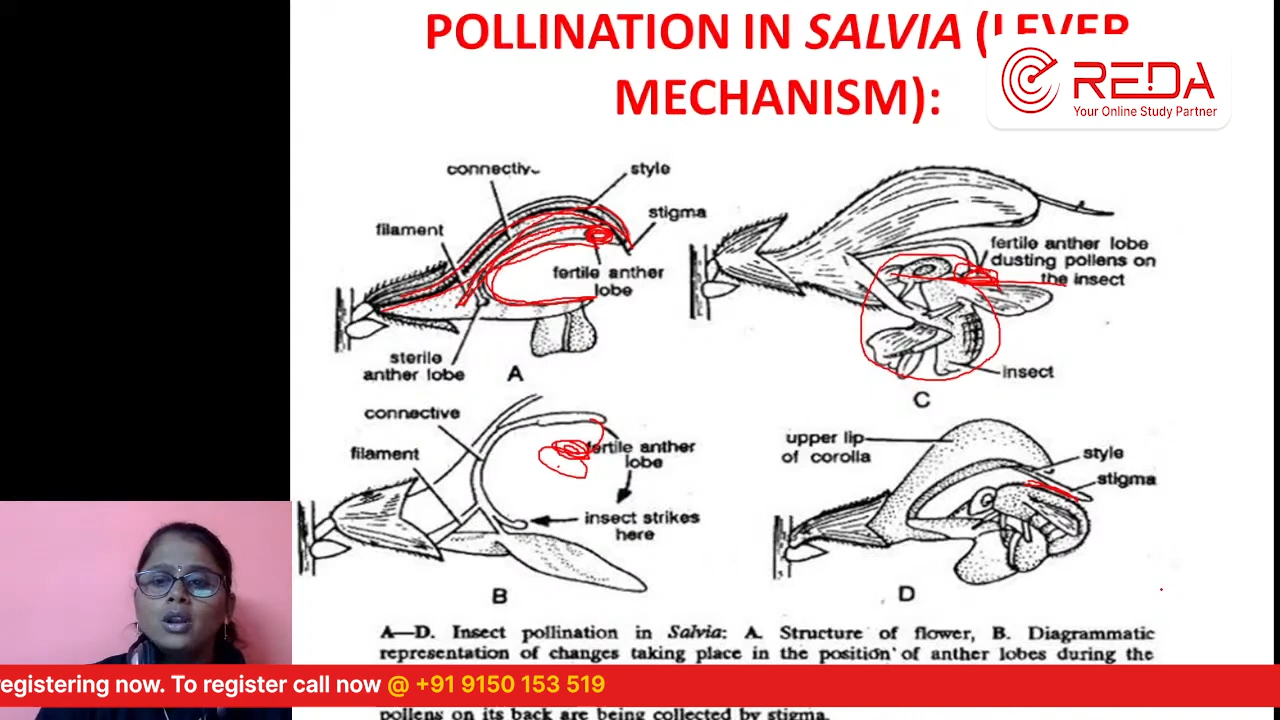 POLLINATION IN SALVIA (LEVER
MECHANISM):
REDA
Your Online Study Partner
connectiv
style
stigma
filament
fertile anther
lobe
sterile
anther lobe
A
fertile anther lobe
dusting pollens on
the insect
insect
C
connective
filament
fertile anther
lobe
insect strikes
here
B
upper lip
of corolla
style
stigma
D
A—D. Insect pollination in Salvia: A. Structure of flower, B. Diagrammatic
representation of changes taking place in the position of anther lobes during the
registering now. To register call now @ +91 9150 153 519
pollens on its back are being collected by stigma.